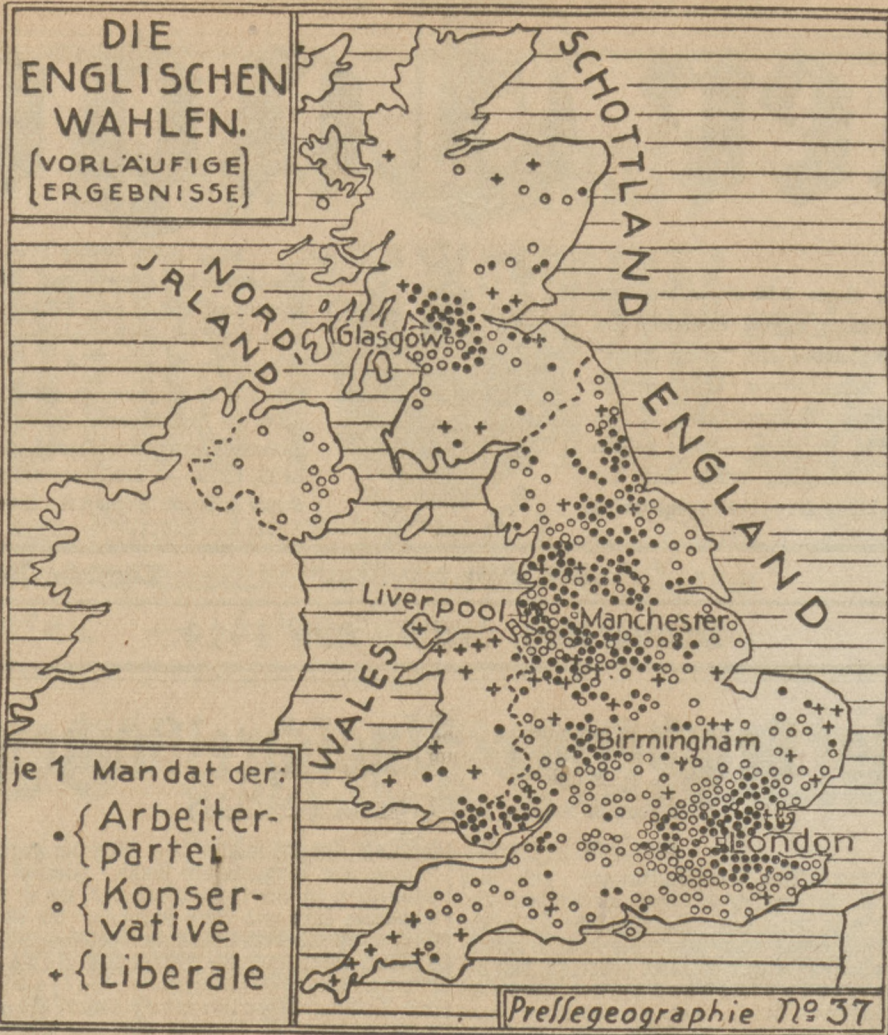 DIE
ENGLISCHEN
WAHLEN.
[VORLÄUFIGE
ERGEBNISSE]
SCHOTTLAND
NORD-
JRLAND
Glasgow
ENGLAND
Liverpool
Manchester
WALES
Birmingham
London
je 1 Mandat der:
• {Arbeiter-
partei
○ {Konser-
vative
+ {Liberale
Preſſegeographie No 37